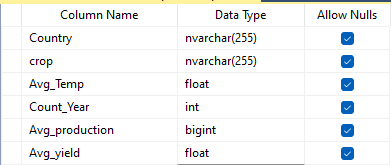 Column Name Data Type Allow Nulls
Country nvarchar(255)
crop nvarchar(255)
Avg_Temp float
Count_Year int
Avg_production bigint
Avg_yield float